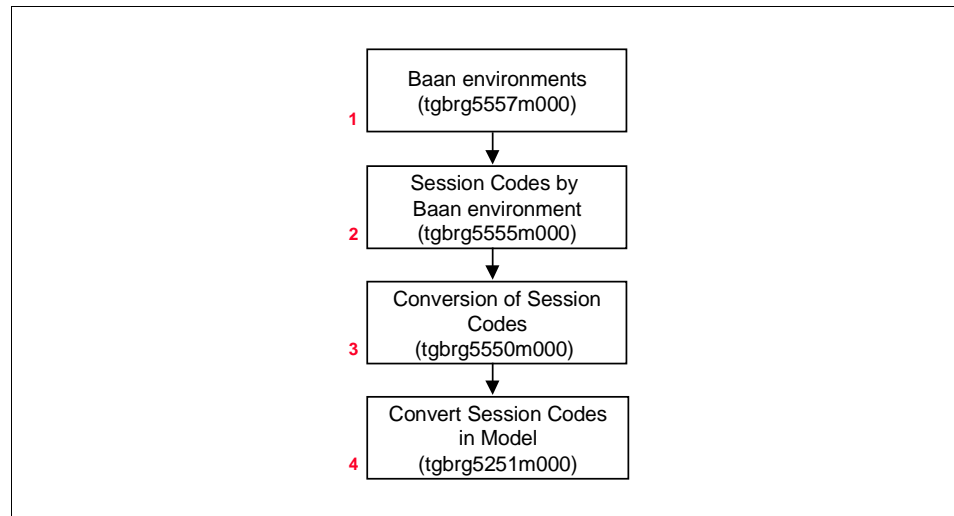 Baan environments
(tgbrg5557m000)
1
Session Codes by
Baan environment
(tgbrg5555m000)
2
Conversion of Session
Codes
(tgbrg5550m000)
3
Convert Session Codes
in Model
(tgbrg5251m000)
4